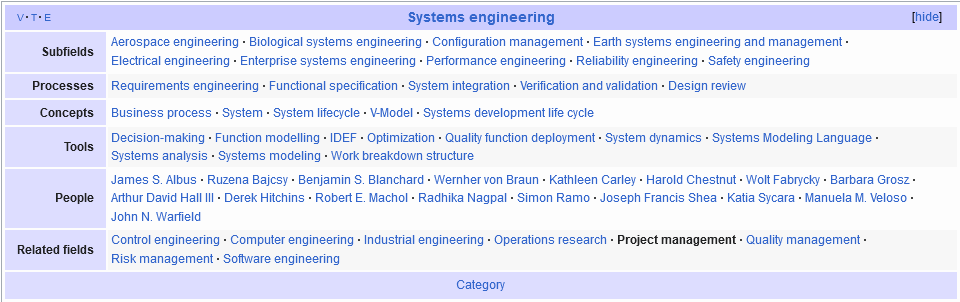 V · T · E Systems engineering [hide]
Subfields Aerospace engineering · Biological systems engineering · Configuration management · Earth systems engineering and management ·
Electrical engineering · Enterprise systems engineering · Performance engineering · Reliability engineering · Safety engineering
Processes Requirements engineering · Functional specification · System integration · Verification and validation · Design review
Concepts Business process · System · System lifecycle · V-Model · Systems development life cycle
Tools Decision-making · Function modelling · IDEF · Optimization · Quality function deployment · System dynamics · Systems Modeling Language ·
Systems analysis · Systems modeling · Work breakdown structure
People James S. Albus · Ruzena Bajcsy · Benjamin S. Blanchard · Wernher von Braun · Kathleen Carley · Harold Chestnut · Wolt Fabrycky · Barbara Grosz ·
Arthur David Hall III · Derek Hitchins · Robert E. Machol · Radhika Nagpal · Simon Ramo · Joseph Francis Shea · Katia Sycara · Manuela M. Veloso ·
John N. Warfield
Related fields Control engineering · Computer engineering · Industrial engineering · Operations research · Project management · Quality management ·
Risk management · Software engineering
Category